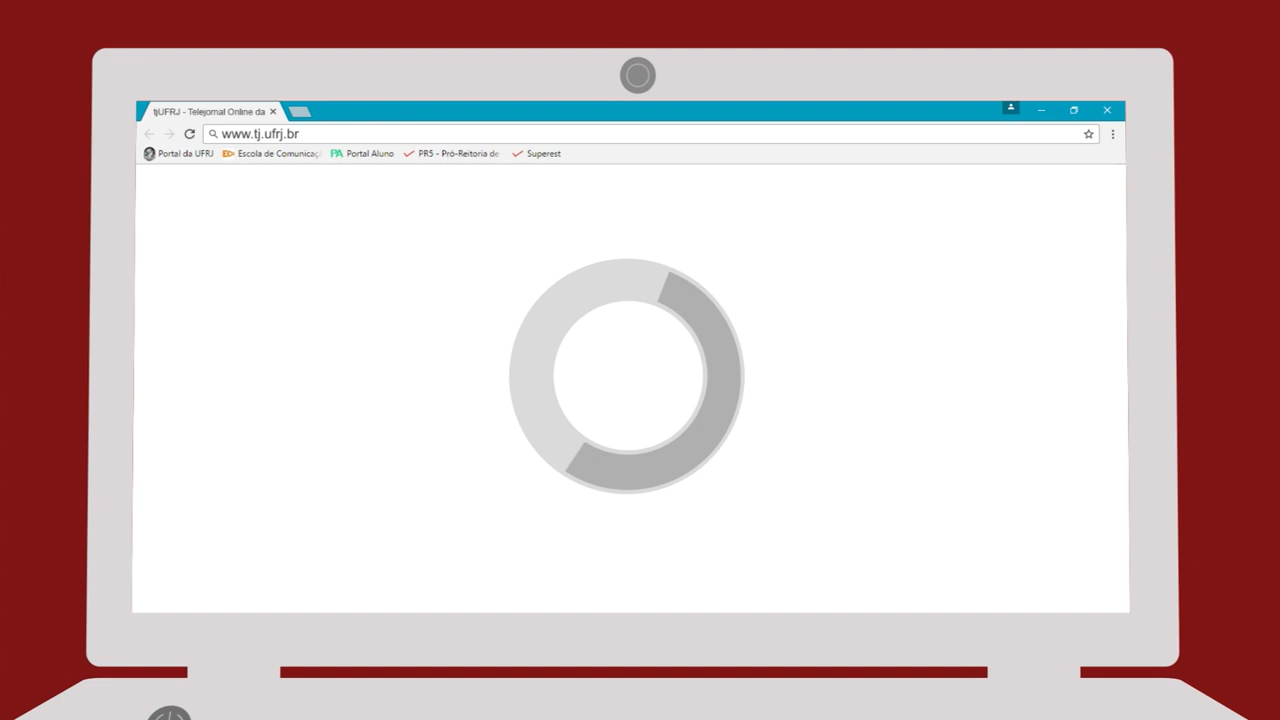 tjUFRJ - Telejornal Online da
www.tj.ufrj.br
Portal da UFRJ Escola de Comunicaç PA Portal Aluno PR5 - Pró-Reitoria de Superest